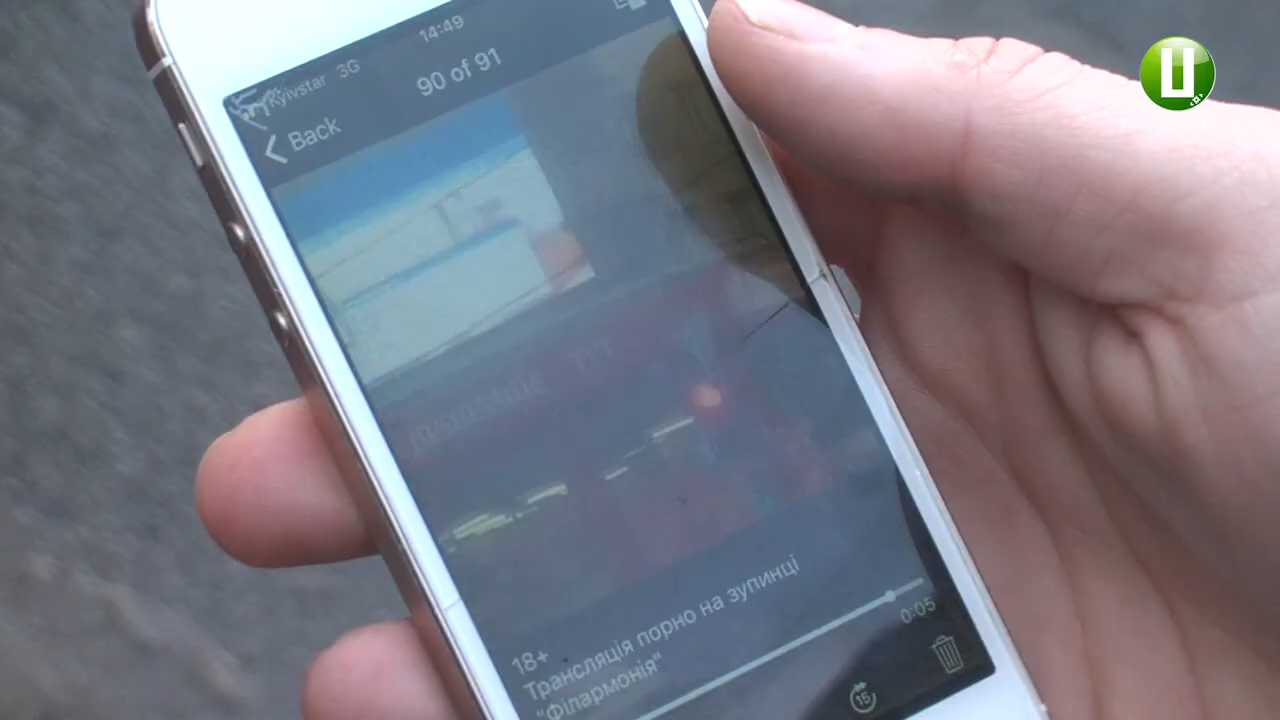 14:49
Kyivstar 3G
90 of 91
Back
18+
Трансляція порно на зупинці
"Філармонія"
0:05
15
Ц